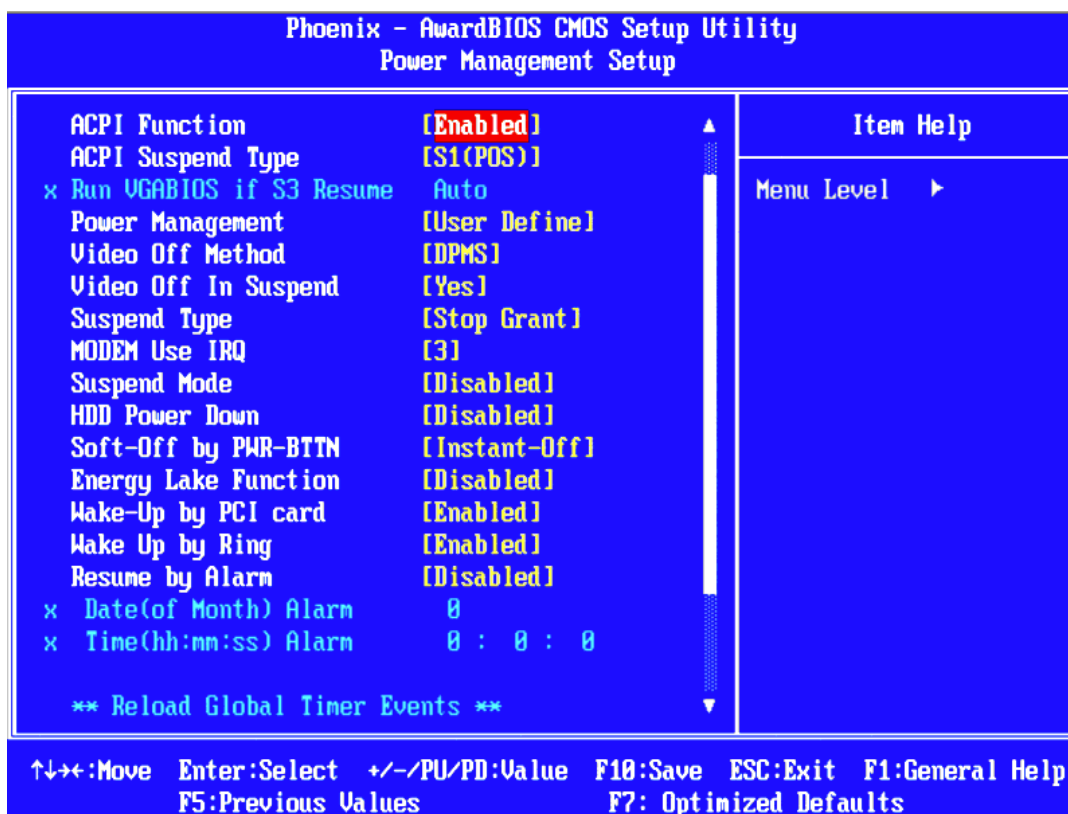 Phoenix - AwardBIOS CMOS Setup Utility
Power Management Setup
ACPI Function [Enabled]
ACPI Suspend Type [S1(POS)]
x Run VGABIOS if S3 Resume Auto
Power Management [User Define]
Video Off Method [DPMS]
Video Off In Suspend [Yes]
Suspend Type [Stop Grant]
MODEM Use IRQ [3]
Suspend Mode [Disabled]
HDD Power Down [Disabled]
Soft-Off by PWR-BTTN [Instant-Off]
Energy Lake Function [Disabled]
Wake-Up by PCI card [Enabled]
Wake Up by Ring [Enabled]
Resume by Alarm [Disabled]
x Date(of Month) Alarm 0
x Time(hh:mm:ss) Alarm 0 : 0 : 0
** Reload Global Timer Events **
Item Help
Menu Level ►
↑↓→←:Move Enter:Select +/-/PU/PD:Value F10:Save ESC:Exit F1:General Help
F5:Previous Values F7: Optimized Defaults